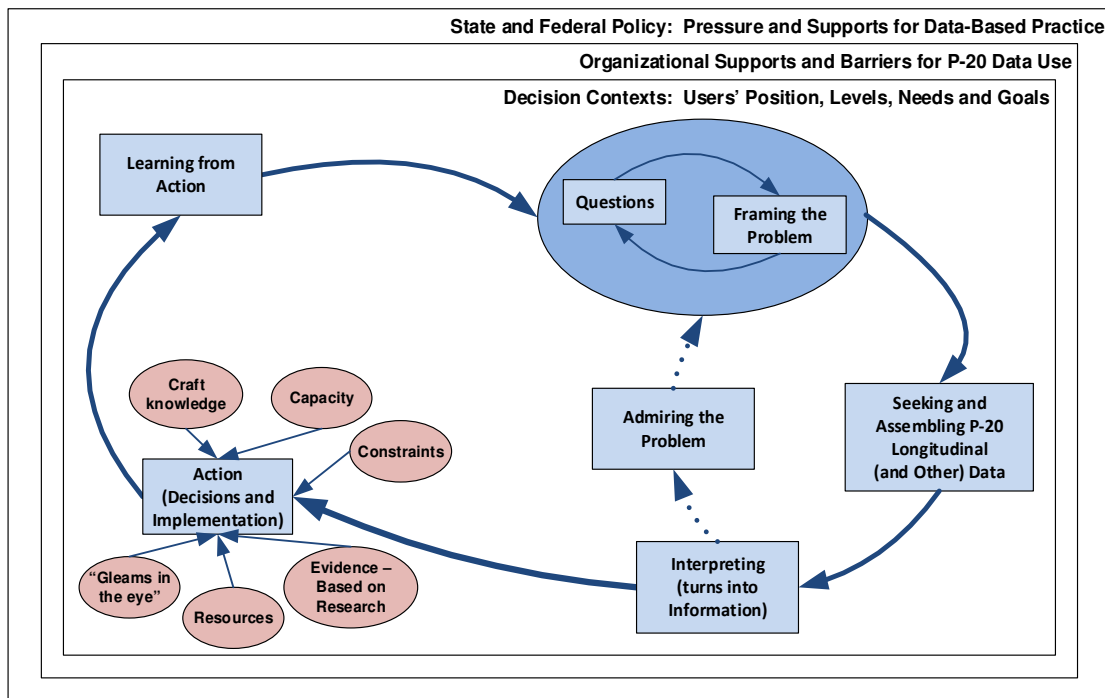 State and Federal Policy:  Pressure and Supports for Data-Based Practice
Organizational Supports and Barriers for P-20 Data Use
Decision Contexts:  Users’ Position, Levels, Needs and Goals
Learning from
Action
Questions
Framing the
Problem
Craft
knowledge
Capacity
Constraints
Admiring the
Problem
Seeking and
Assembling P-20
Longitudinal
(and Other) Data
Action
(Decisions and
Implementation)
Interpreting
(turns into
Information)
“Gleams in
the eye”
Resources
Evidence –
Based on
Research